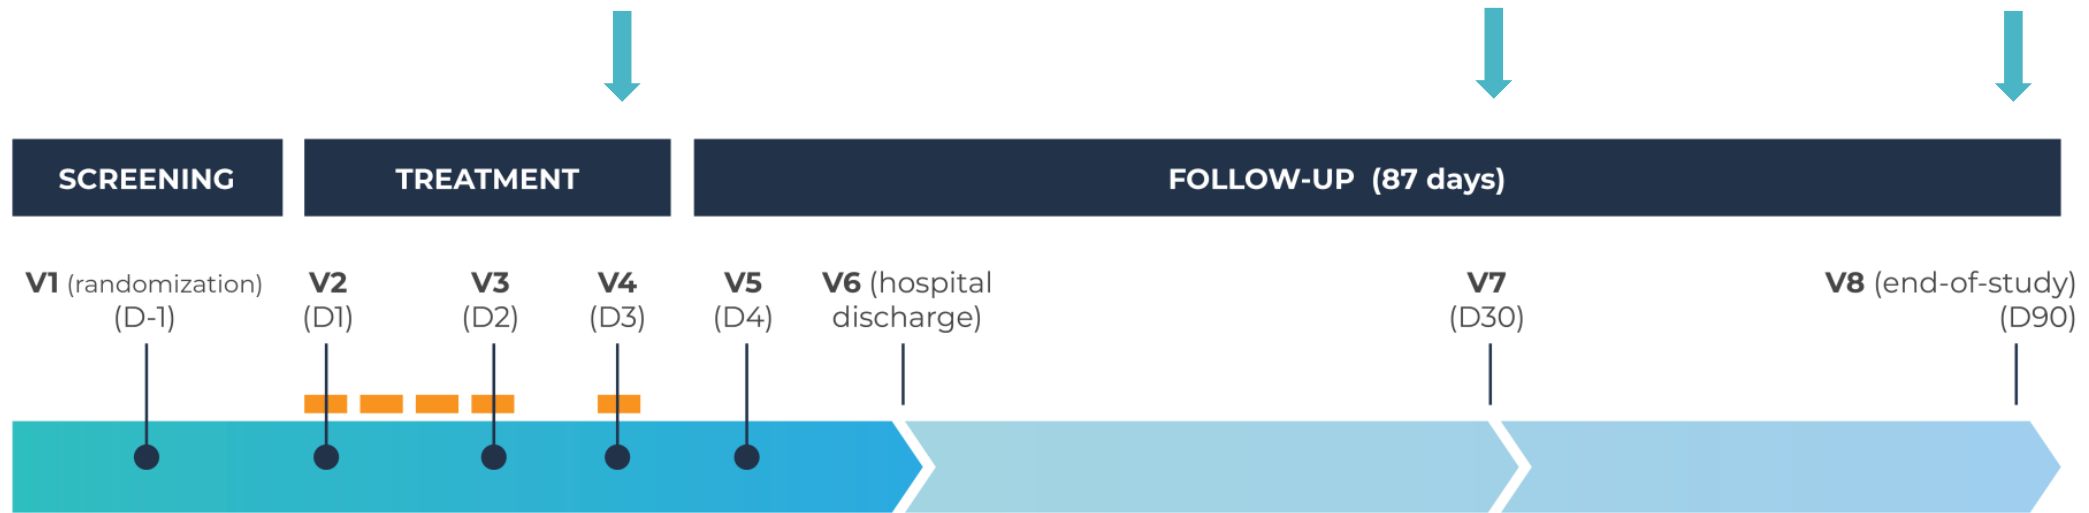 SCREENING
TREATMENT
FOLLOW-UP (87 days)
V1 (randomization)
(D-1)
V2
(D1)
V3
(D2)
V4
(D3)
V5
(D4)
V6 (hospital
discharge)
V7
(D30)
V8 (end-of-study)
(D90)